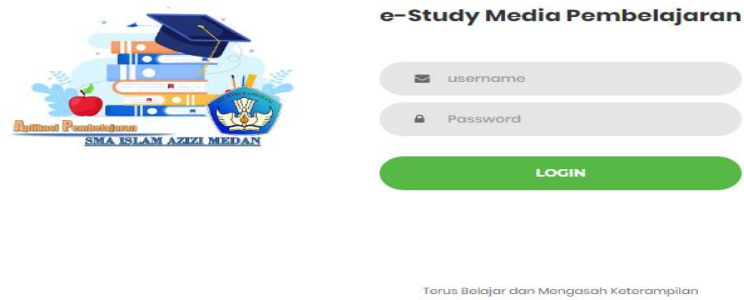 e-Study Media Pembelajaran
username
Password
LOGIN
Terus Belajar dan Mengasah Keterampilan
Aplikasi Pembelajaran
SMA ISLAM AZIZI MEDAN